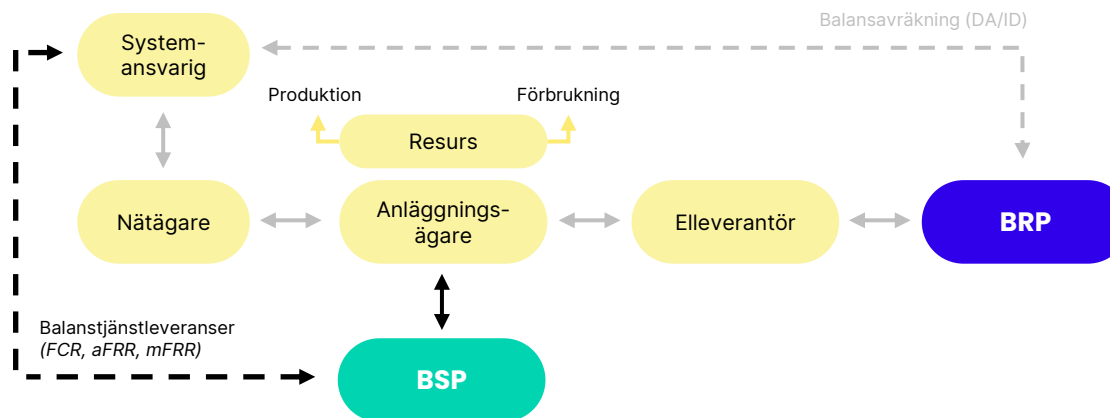 Balansavräkning (DA/ID)
System-
ansvarig
Produktion
Förbrukning
Resurs
Nätägare
Anläggnings-
ägare
Elleverantör
BRP
Balanstjänstleveranser
(FCR, aFRR, mFRR)
BSP